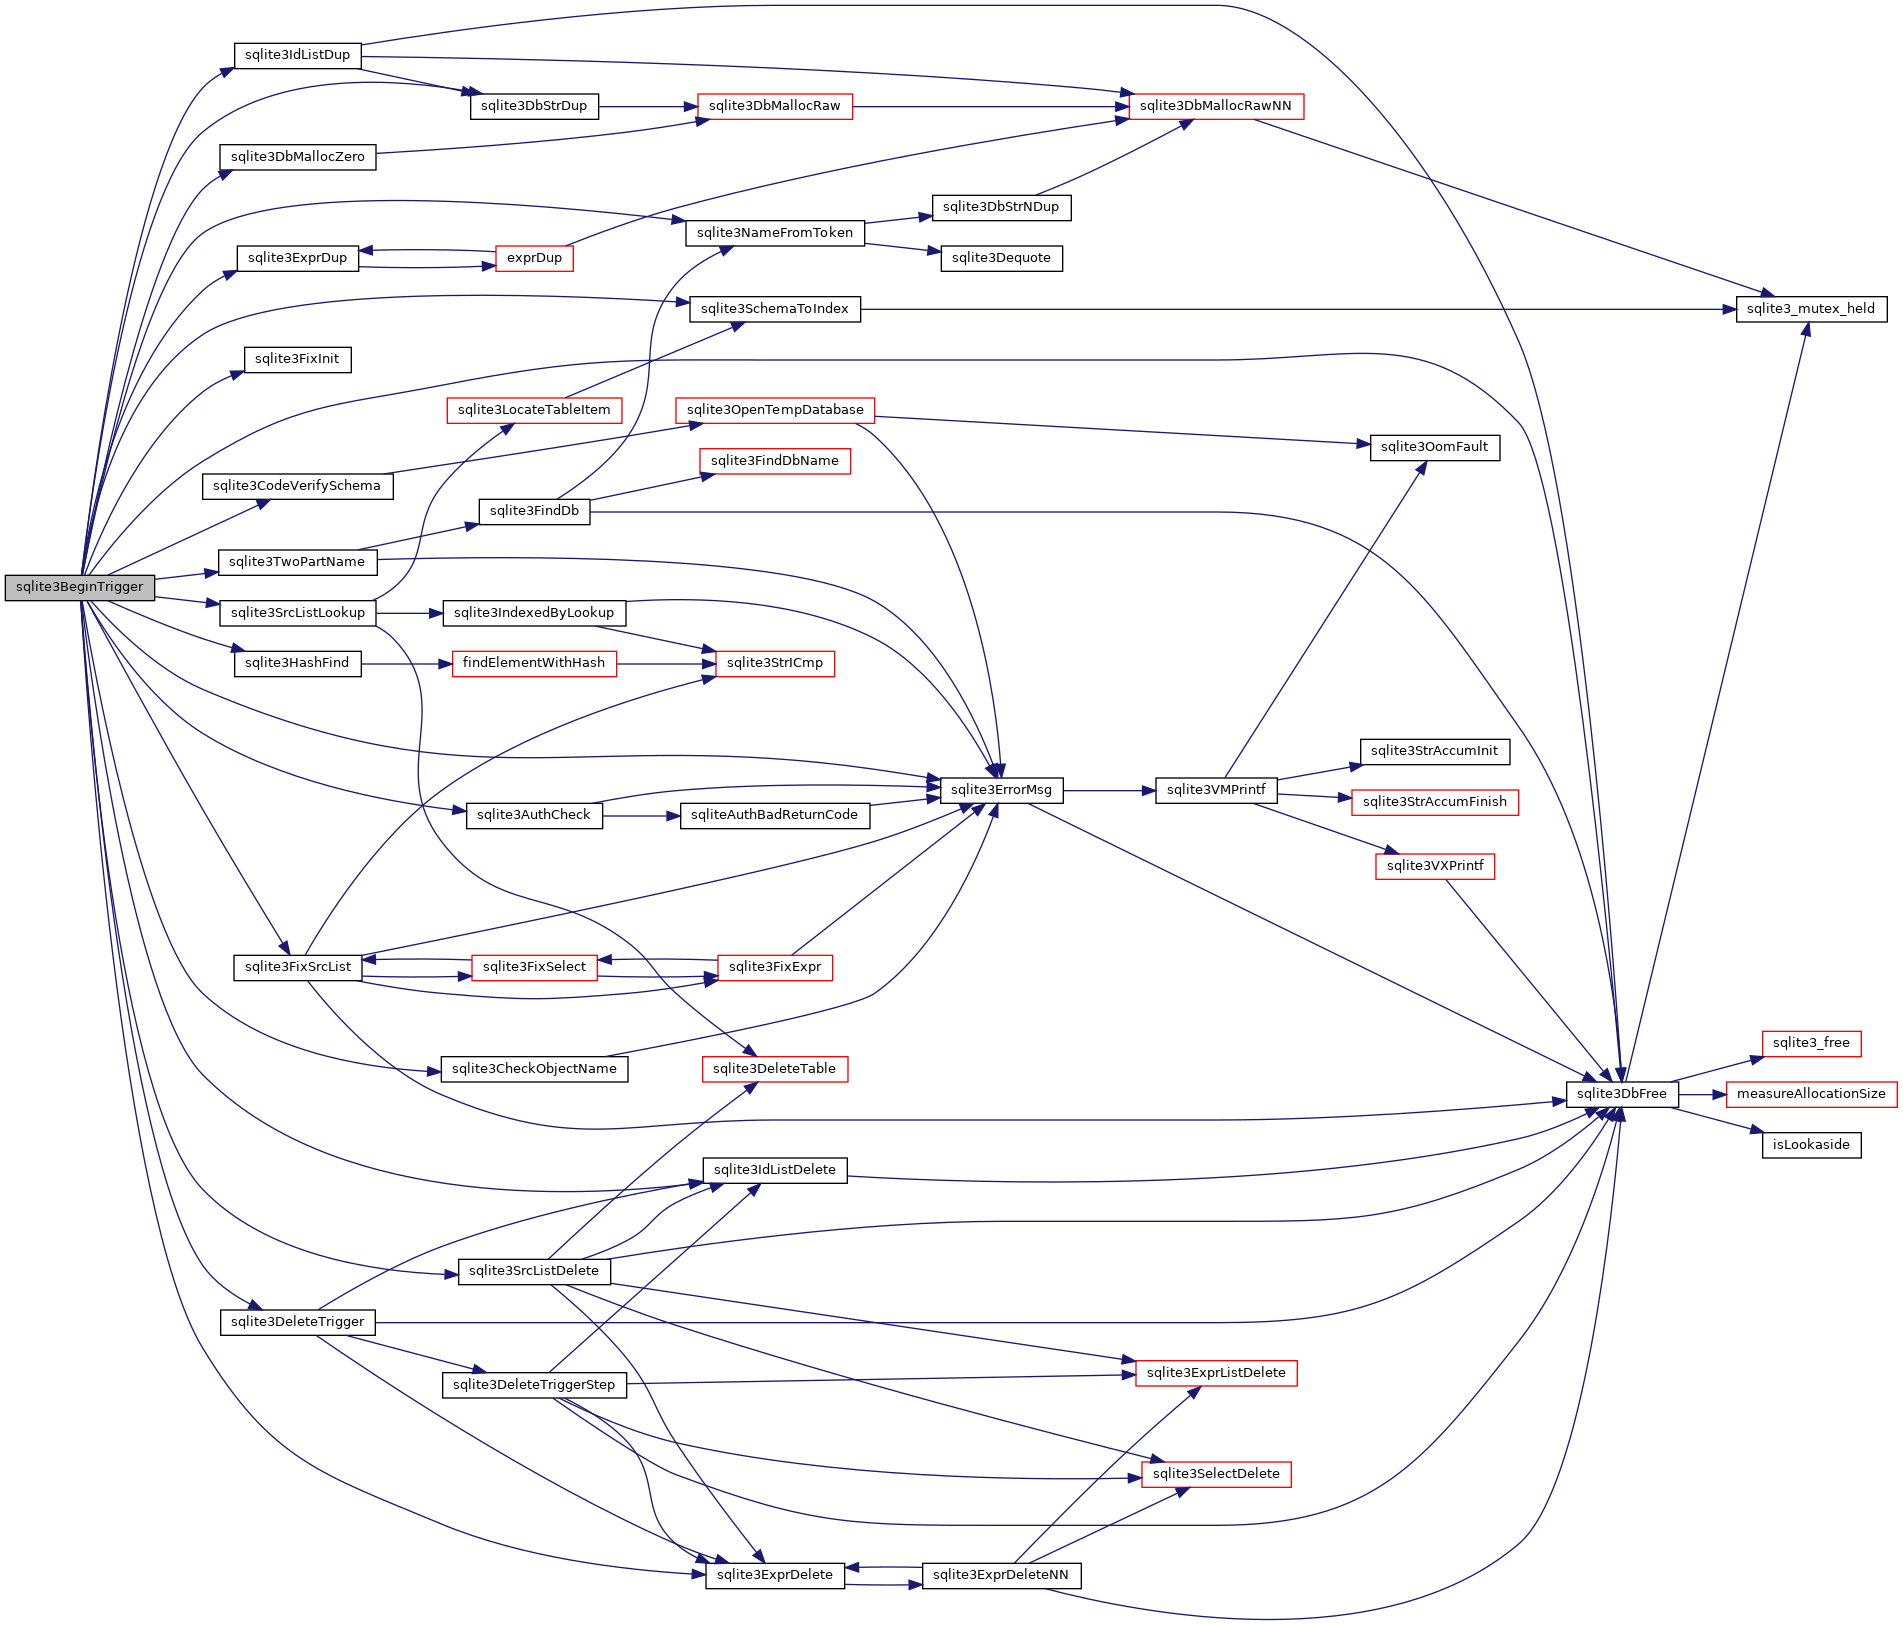 sqlite3IdListDup
sqlite3DbStrDup
sqlite3DbMallocRaw
sqlite3DbMallocRawNN
sqlite3DbMallocZero
sqlite3DbStrNDup
sqlite3NameFromToken
sqlite3ExprDup
exprDup
sqlite3Dequote
sqlite3SchemaToIndex
sqlite3_mutex_held
sqlite3FixInit
sqlite3LocateTableItem
sqlite3OpenTempDatabase
sqlite3OomFault
sqlite3FindDbName
sqlite3CodeVerifySchema
sqlite3FindDb
sqlite3TwoPartName
sqlite3BeginTrigger
sqlite3SrcListLookup
sqlite3IndexedByLookup
sqlite3HashFind
findElementWithHash
sqlite3StrICmp
sqlite3StrAccumInit
sqlite3ErrorMsg
sqlite3VMPrintf
sqlite3StrAccumFinish
sqlite3AuthCheck
sqliteAuthBadReturnCode
sqlite3VXPrintf
sqlite3FixSrcList
sqlite3FixSelect
sqlite3FixExpr
sqlite3_free
sqlite3CheckObjectName
sqlite3DeleteTable
sqlite3DbFree
measureAllocationSize
isLookaside
sqlite3IdListDelete
sqlite3SrcListDelete
sqlite3DeleteTrigger
sqlite3ExprListDelete
sqlite3DeleteTriggerStep
sqlite3SelectDelete
sqlite3ExprDelete
sqlite3ExprDeleteNN